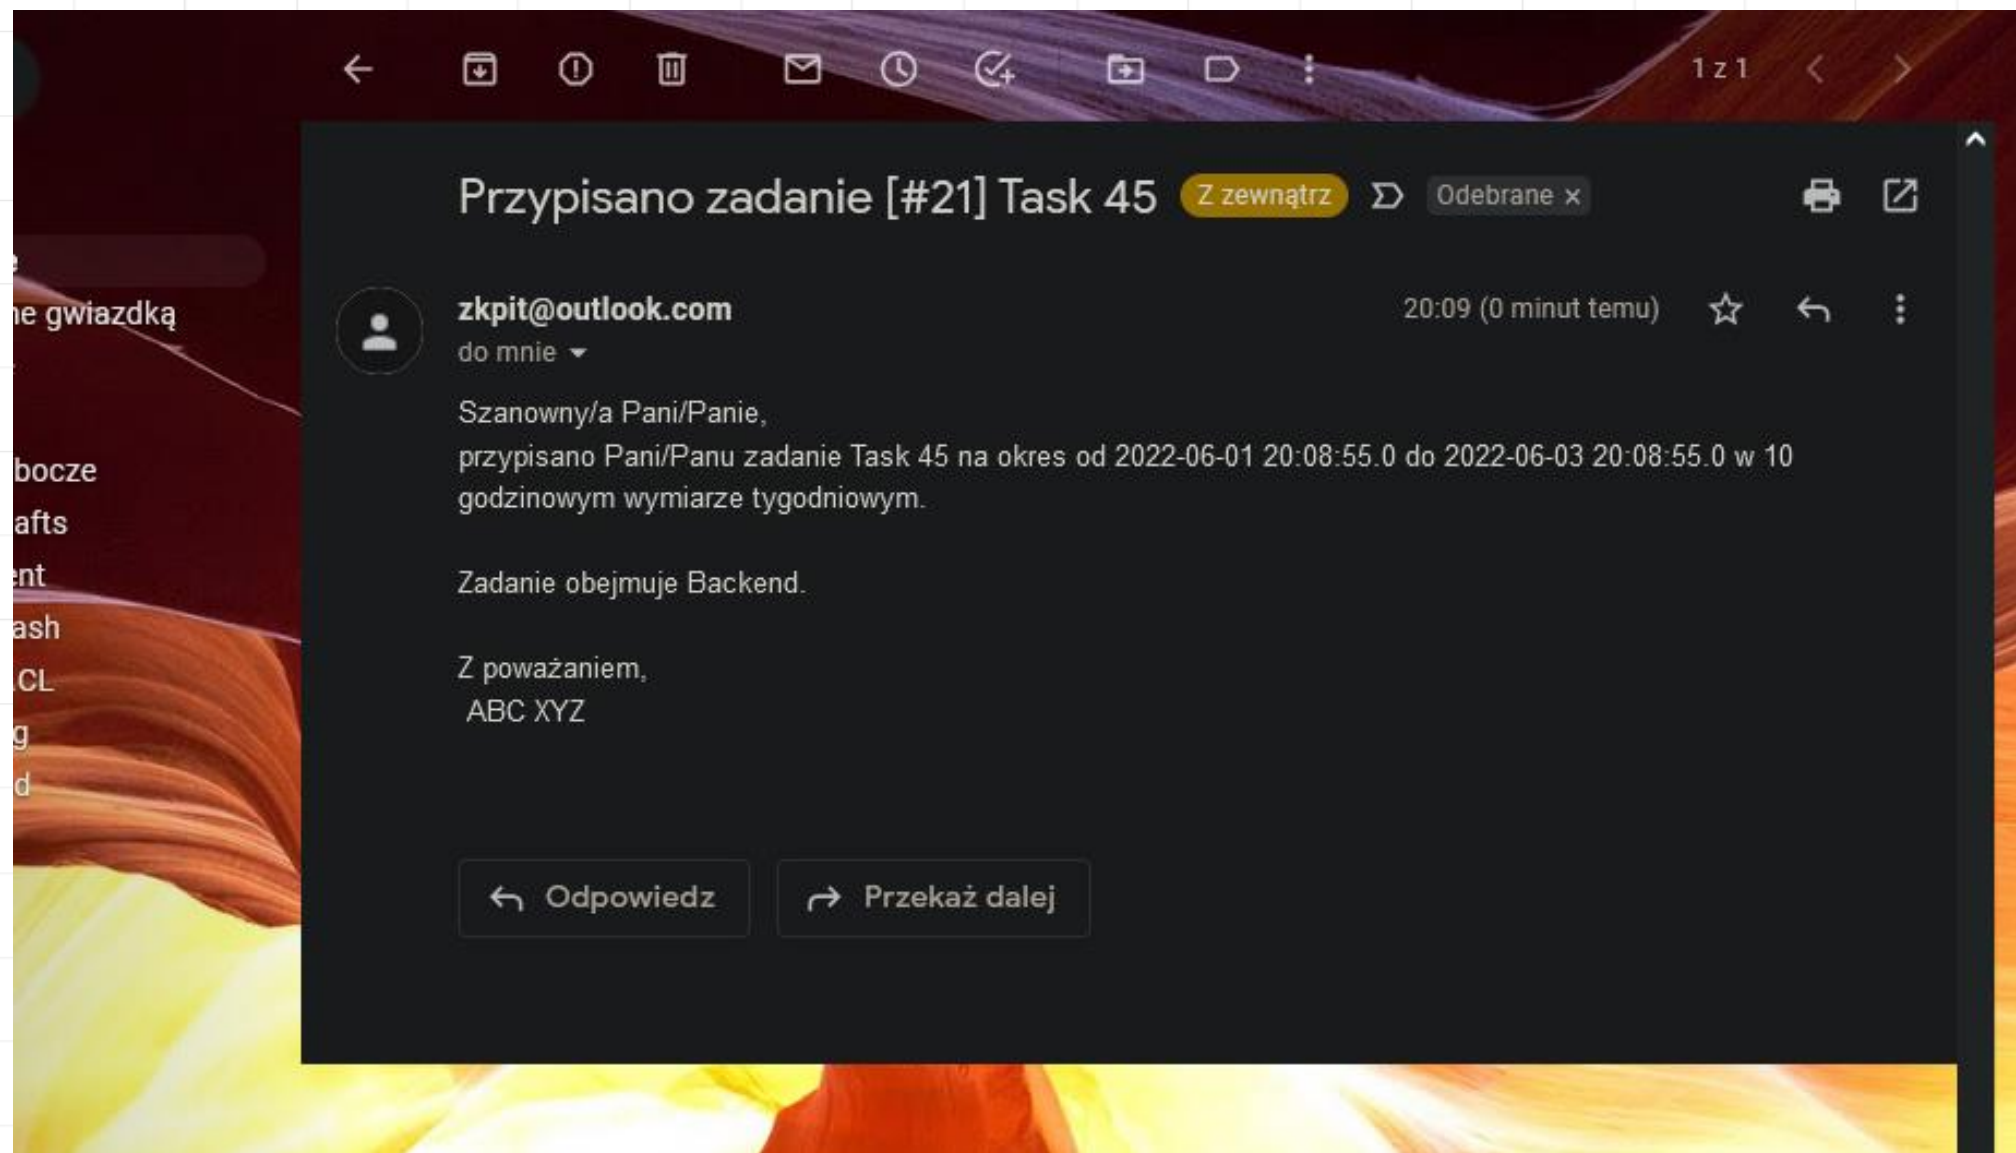 1 z 1
Przypisano zadanie [#21] Task 45 Z zewnątrz Odebrane ×
e
ne gwiazdką
zkpit@outlook.com 20:09 (0 minut temu)
do mnie
Szanowny/a Pani/Panie,
przypisano Pani/Panu zadanie Task 45 na okres od 2022-06-01 20:08:55.0 do 2022-06-03 20:08:55.0 w 10
godzinowym wymiarze tygodniowym.
bocze
afts
ent
Zadanie obejmuje Backend.
ash
Z poważaniem,
CL
ABC XYZ
g
d
Odpowiedz Przekaż dalej